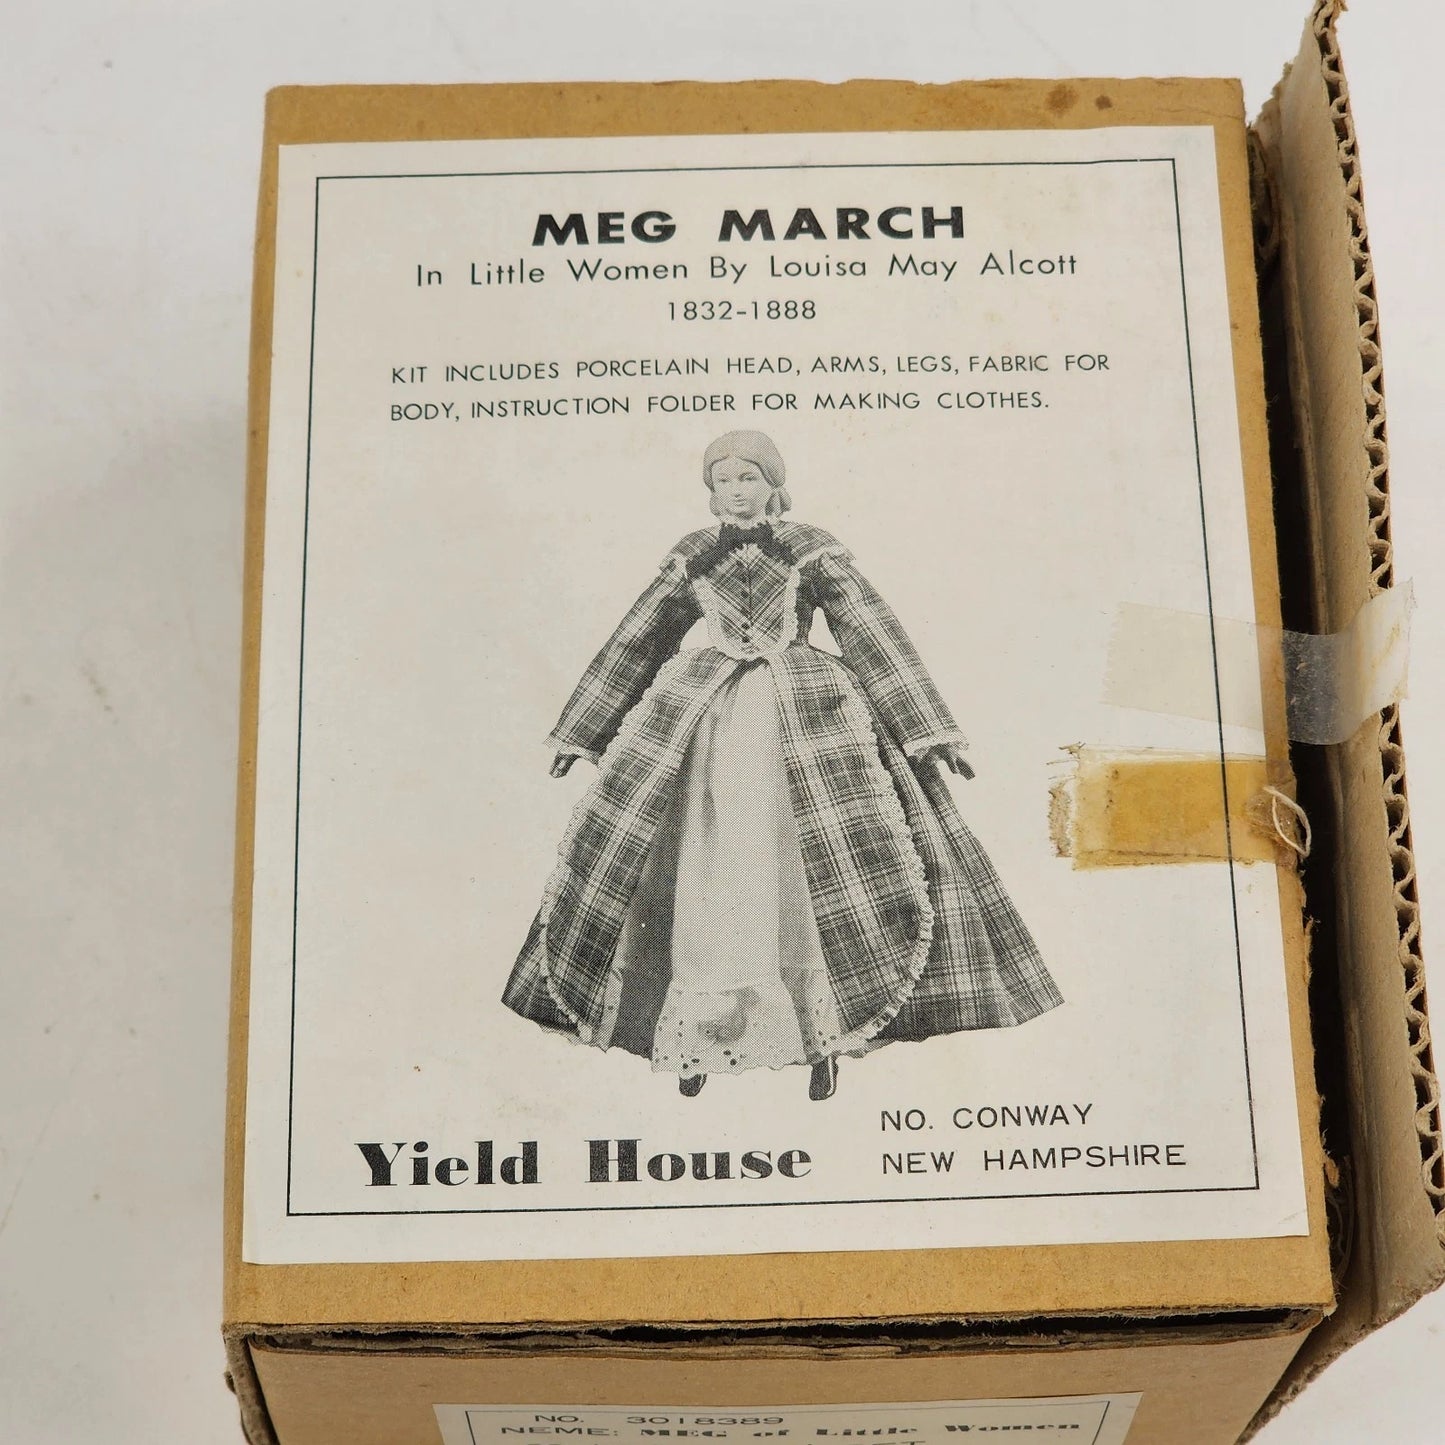 MEG MARCH
In Little Women By Louisa May Alcott
1832-1888
KIT INCLUDES PORCELAIN HEAD, ARMS, LEGS, FABRIC FOR
BODY, INSTRUCTION FOLDER FOR MAKING CLOTHES.
Yield House
NO. CONWAY
NEW HAMPSHIRE
NO. 3018389
NEME: MEG of Little Women